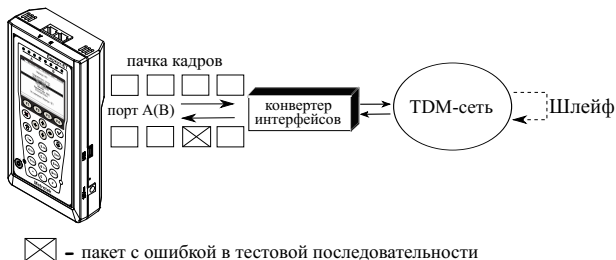 пачка кадров
порт А(В)
конвертер
интерфейсов
TDM-сеть
Шлейф
– пакет с ошибкой в тестовой последовательности